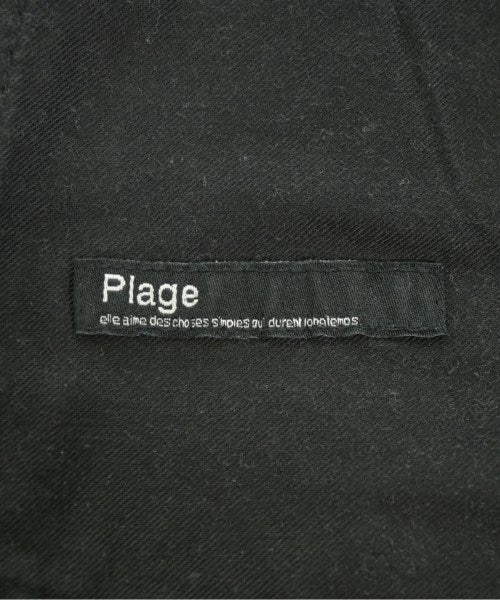 Plage
elle aime des choses simples qui durent longtemps.